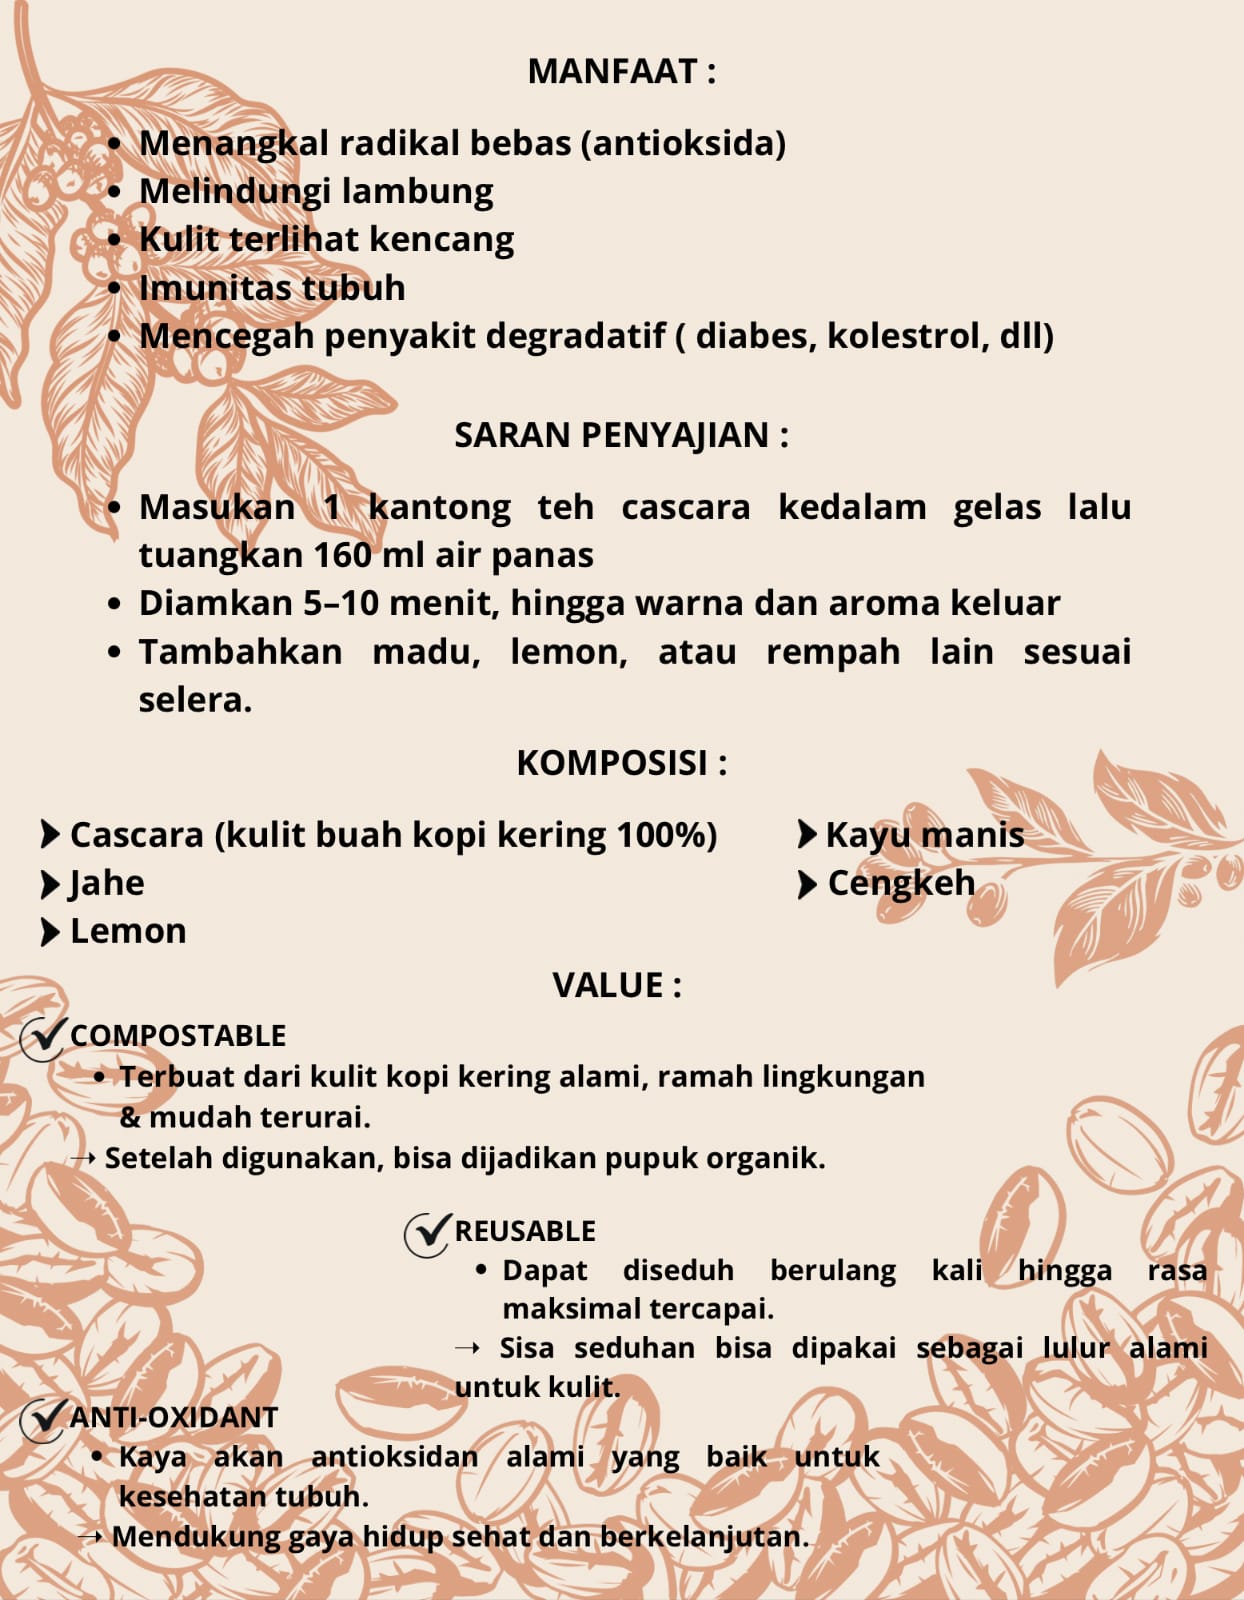 MANFAAT :
• Menangkal radikal bebas (antioksida)
• Melindungi lambung
• Kulit terlihat kencang
• Imunitas tubuh
• Mencegah penyakit degradatif ( diabes, kolestrol, dll)
SARAN PENYAJIAN :
• Masukan 1 kantong teh cascara kedalam gelas lalu
tuangkan 160 ml air panas
• Diamkan 5–10 menit, hingga warna dan aroma keluar
• Tambahkan madu, lemon, atau rempah lain sesuai
selera.
KOMPOSISI :
Cascara (kulit buah kopi kering 100%)
Jahe
Lemon
Kayu manis
Cengkeh
VALUE :
COMPOSTABLE
• Terbuat dari kulit kopi kering alami, ramah lingkungan
& mudah terurai.
→ Setelah digunakan, bisa dijadikan pupuk organik.
REUSABLE
• Dapat diseduh berulang kali hingga rasa
maksimal tercapai.
→ Sisa seduhan bisa dipakai sebagai lulur alami
untuk kulit.
ANTI-OXIDANT
• Kaya akan antioksidan alami yang baik untuk
kesehatan tubuh.
→ Mendukung gaya hidup sehat dan berkelanjutan.